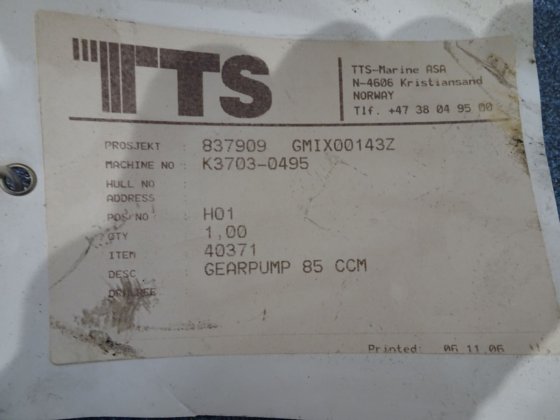 TTS
TTS-Marine ASA
N-4606 Kristiansand
NORWAY
Tlf. +47 38 04 95 00
PROSJEKT : 837909 GMIX00143Z
MACHINE NO : K3703-0495
HULL NO :
ADDRESS :
POS NO : H01
QTY : 1,00
ITEM : 40371
DESC : GEARPUMP 85 CCM
Printed: 06.11.06